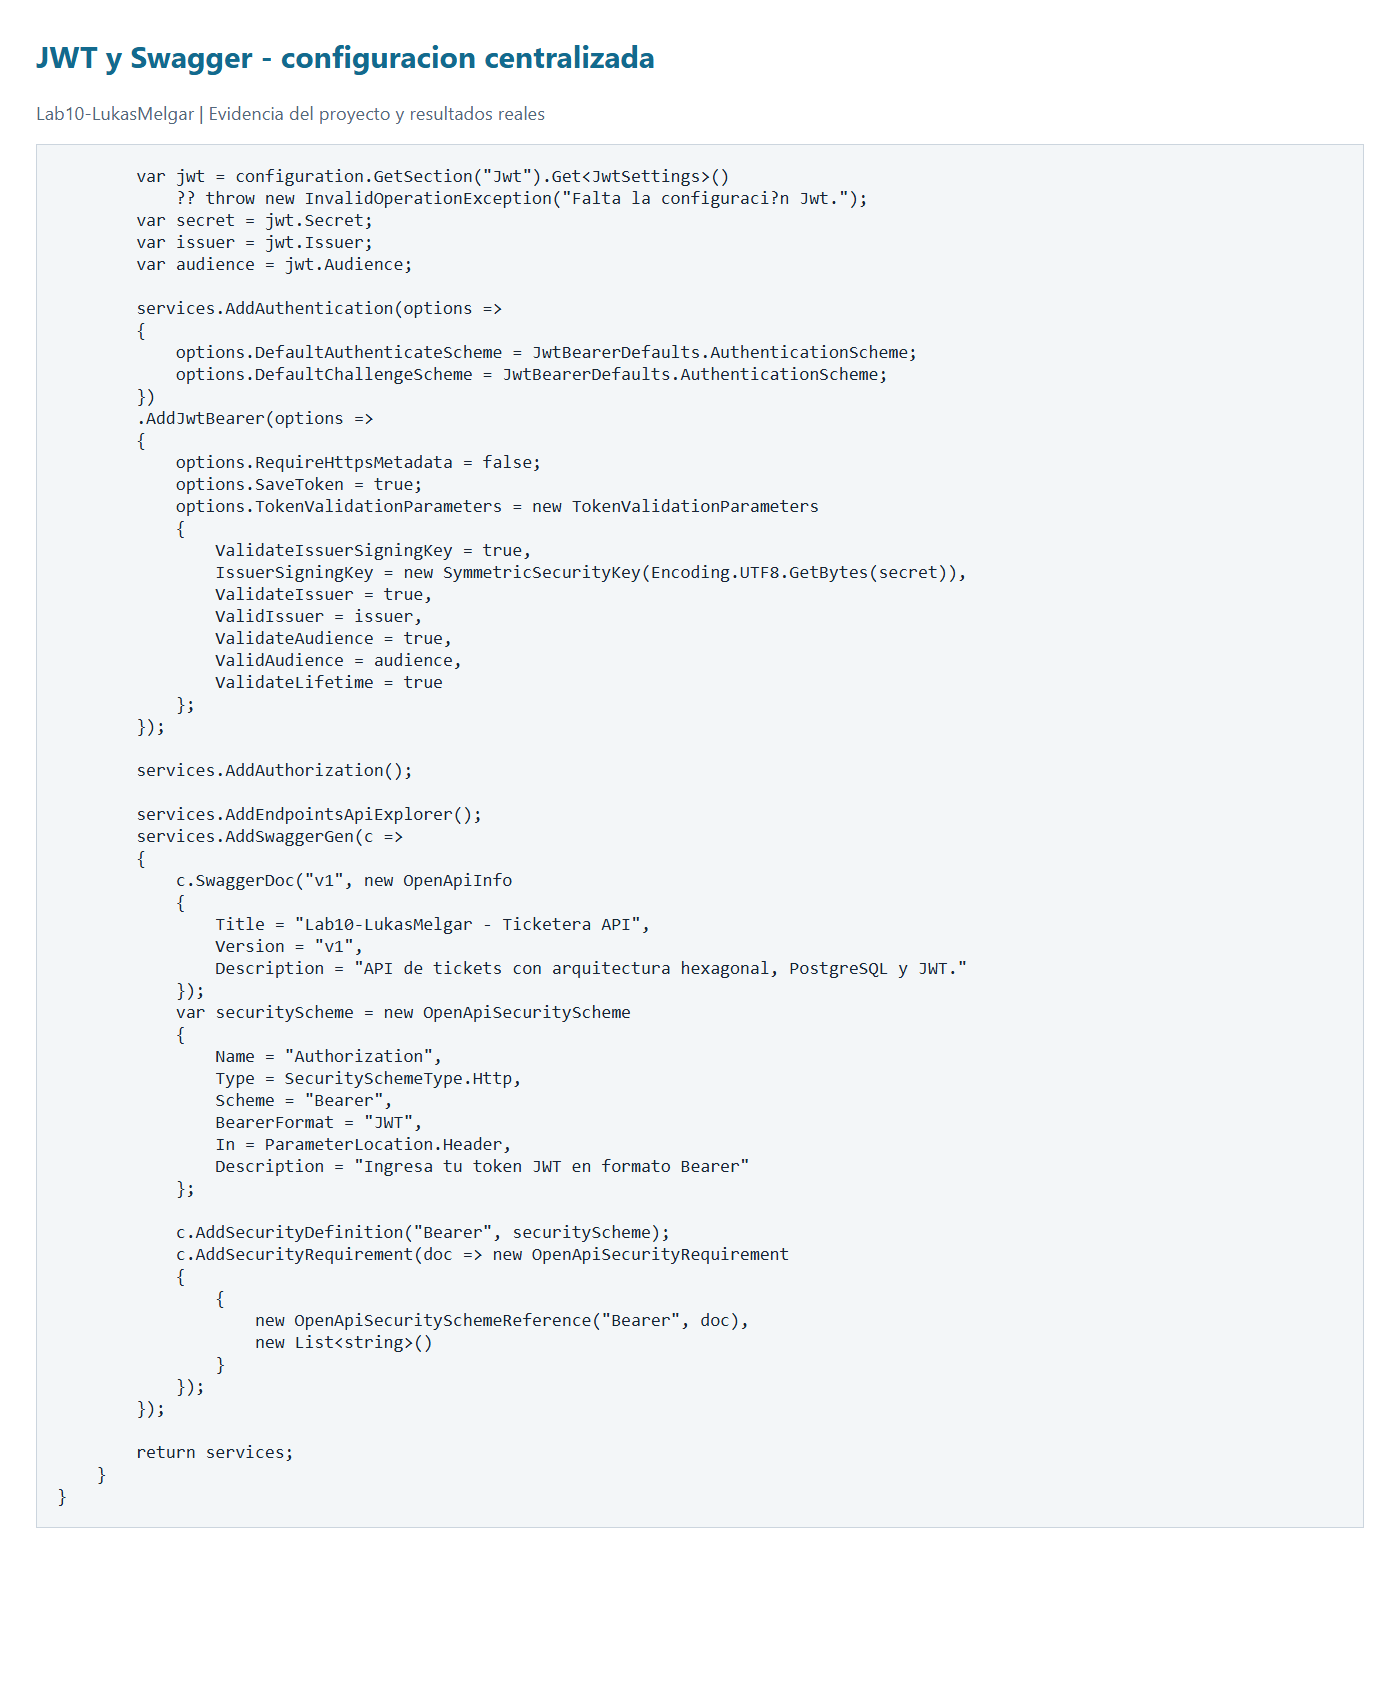 JWT y Swagger - configuracion centralizada
Lab10-LukasMelgar | Evidencia del proyecto y resultados reales
        var jwt = configuration.GetSection("Jwt").Get<JwtSettings>()
            ?? throw new InvalidOperationException("Falta la configuraci?n Jwt.");
        var secret = jwt.Secret;
        var issuer = jwt.Issuer;
        var audience = jwt.Audience;

        services.AddAuthentication(options =>
        {
            options.DefaultAuthenticateScheme = JwtBearerDefaults.AuthenticationScheme;
            options.DefaultChallengeScheme = JwtBearerDefaults.AuthenticationScheme;
        })
        .AddJwtBearer(options =>
        {
            options.RequireHttpsMetadata = false;
            options.SaveToken = true;
            options.TokenValidationParameters = new TokenValidationParameters
            {
                ValidateIssuerSigningKey = true,
                IssuerSigningKey = new SymmetricSecurityKey(Encoding.UTF8.GetBytes(secret)),
                ValidateIssuer = true,
                ValidIssuer = issuer,
                ValidateAudience = true,
                ValidAudience = audience,
                ValidateLifetime = true
            };
        });

        services.AddAuthorization();

        services.AddEndpointsApiExplorer();
        services.AddSwaggerGen(c =>
        {
            c.SwaggerDoc("v1", new OpenApiInfo
            {
                Title = "Lab10-LukasMelgar - Ticketera API",
                Version = "v1",
                Description = "API de tickets con arquitectura hexagonal, PostgreSQL y JWT."
            });
            var securityScheme = new OpenApiSecurityScheme
            {
                Name = "Authorization",
                Type = SecuritySchemeType.Http,
                Scheme = "Bearer",
                BearerFormat = "JWT",
                In = ParameterLocation.Header,
                Description = "Ingresa tu token JWT en formato Bearer"
            };

            c.AddSecurityDefinition("Bearer", securityScheme);
            c.AddSecurityRequirement(doc => new OpenApiSecurityRequirement
            {
                {
                    new OpenApiSecuritySchemeReference("Bearer", doc),
                    new List<string>()
                }
            });
        });

        return services;
    }
}